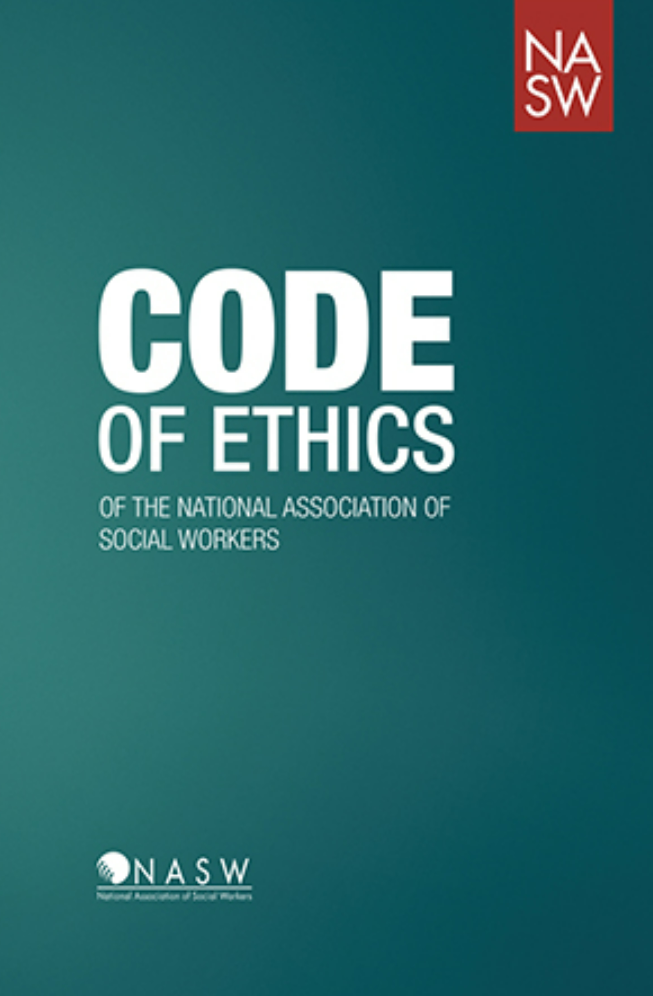 NA
SW
CODE
OF ETHICS
OF THE NATIONAL ASSOCIATION OF
SOCIAL WORKERS
NASW
National Association of Social Workers